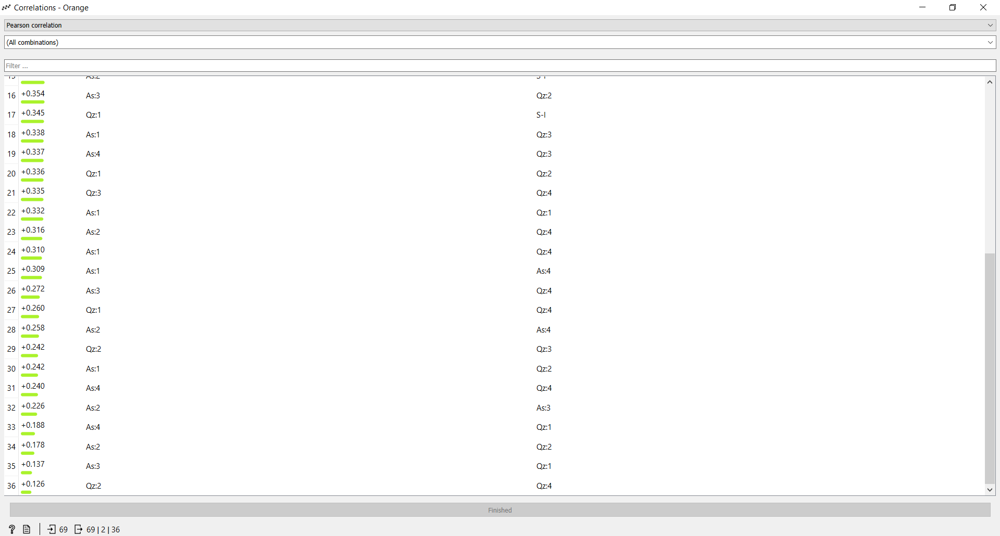 Correlations - Orange
Pearson correlation
(All combinations)
Filter ...
16 +0.354 As:3 Qz:2
17 +0.345 Qz:1 S-I
18 +0.338 As:1 Qz:3
19 +0.337 As:4 Qz:3
20 +0.336 Qz:1 Qz:2
21 +0.335 Qz:3 Qz:4
22 +0.332 As:1 Qz:1
23 +0.316 As:2 Qz:4
24 +0.310 As:1 Qz:4
25 +0.309 As:1 As:4
26 +0.272 As:3 Qz:4
27 +0.260 Qz:1 Qz:4
28 +0.258 As:2 As:4
29 +0.242 Qz:2 Qz:3
30 +0.242 As:1 Qz:2
31 +0.240 As:4 Qz:4
32 +0.226 As:2 As:3
33 +0.188 As:4 Qz:1
34 +0.178 As:2 Qz:2
35 +0.137 As:3 Qz:1
36 +0.126 Qz:2 Qz:4
Finished
? 69 69 | 2 | 36